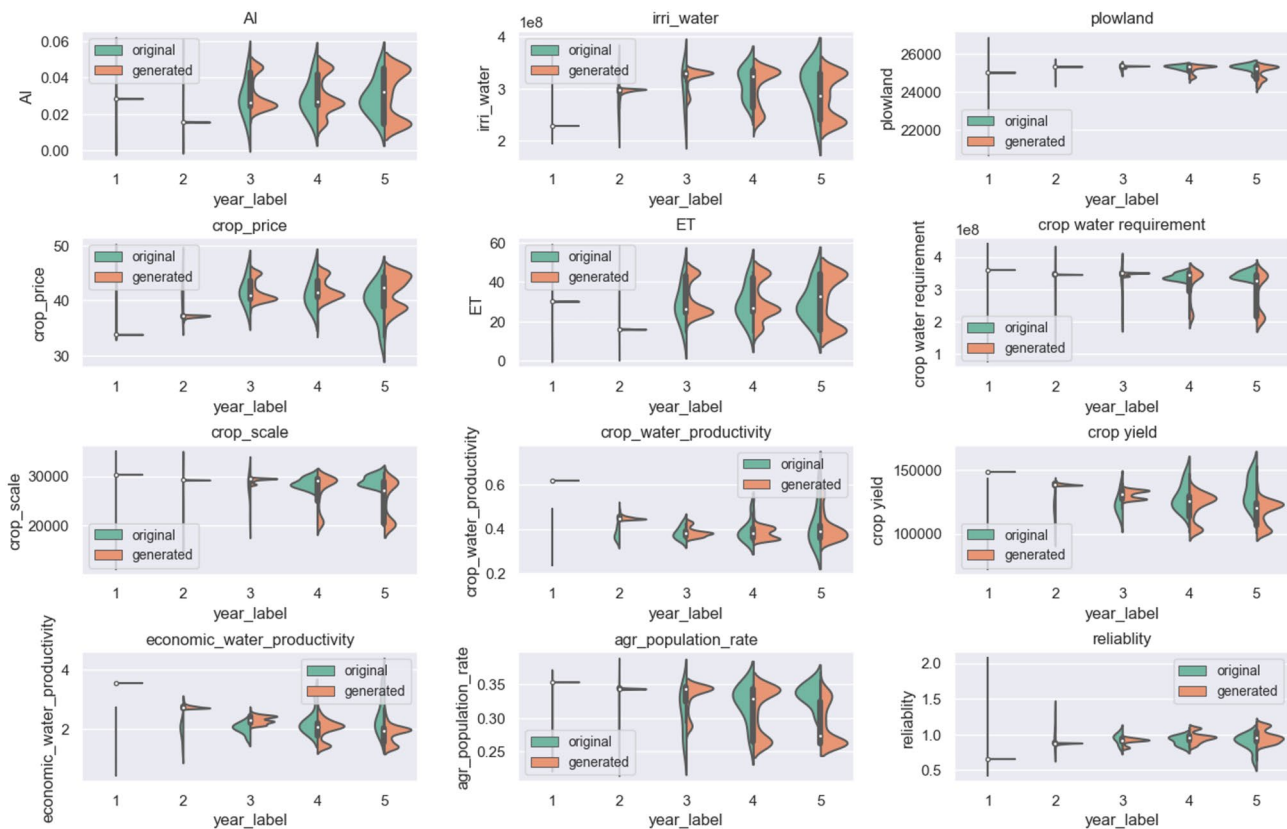 AI
irri_water
plowland
1e8
original
generated
0.06
0.04
0.02
0.00
AI
1 2 3 4 5
year_label
original
generated
4
3
2
irri_water
1 2 3 4 5
year_label
original
generated
26000
24000
22000
plowland
1 2 3 4 5
year_label
crop_price
ET
crop water requirement
1e8
original
generated
50
40
30
crop_price
1 2 3 4 5
year_label
original
generated
60
40
20
0
ET
1 2 3 4 5
year_label
original
generated
4
3
2
1
crop water requirement
1 2 3 4 5
year_label
crop_scale
crop_water_productivity
crop yield
original
generated
30000
20000
crop_scale
1 2 3 4 5
year_label
original
generated
0.6
0.4
0.2
crop_water_productivity
1 2 3 4 5
year_label
original
generated
150000
100000
crop yield
1 2 3 4 5
year_label
economic_water_productivity
agr_population_rate
reliablity
original
generated
4
2
economic_water_productivity
1 2 3 4 5
year_label
original
generated
0.35
0.30
0.25
agr_population_rate
1 2 3 4 5
year_label
original
generated
2.0
1.5
1.0
0.5
reliablity
1 2 3 4 5
year_label